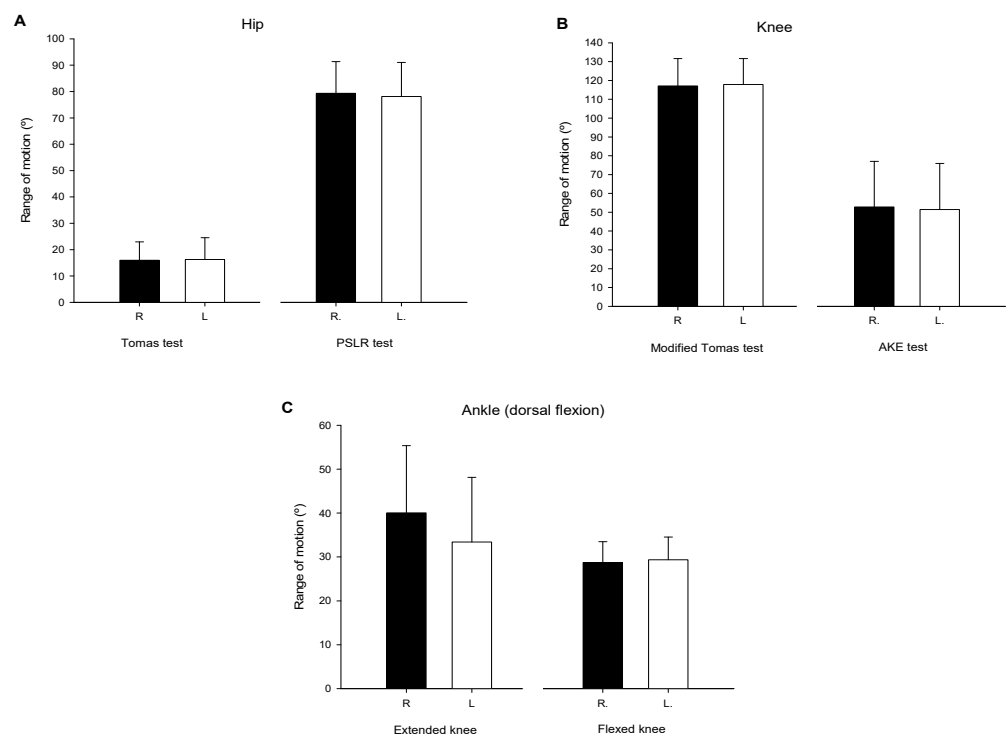 A
Hip
Range of motion (º)
100
90
80
70
60
50
40
30
20
10
0
R
L
R.
L.
Tomas test
PSLR test
B
Knee
Range of motion (º)
140
130
120
110
100
90
80
70
60
50
40
30
20
10
0
R
L
R.
L.
Modified Tomas test
AKE test
C
Ankle (dorsal flexion)
Range of motion (º)
60
50
40
30
20
10
0
R
L
R.
L.
Extended knee
Flexed knee